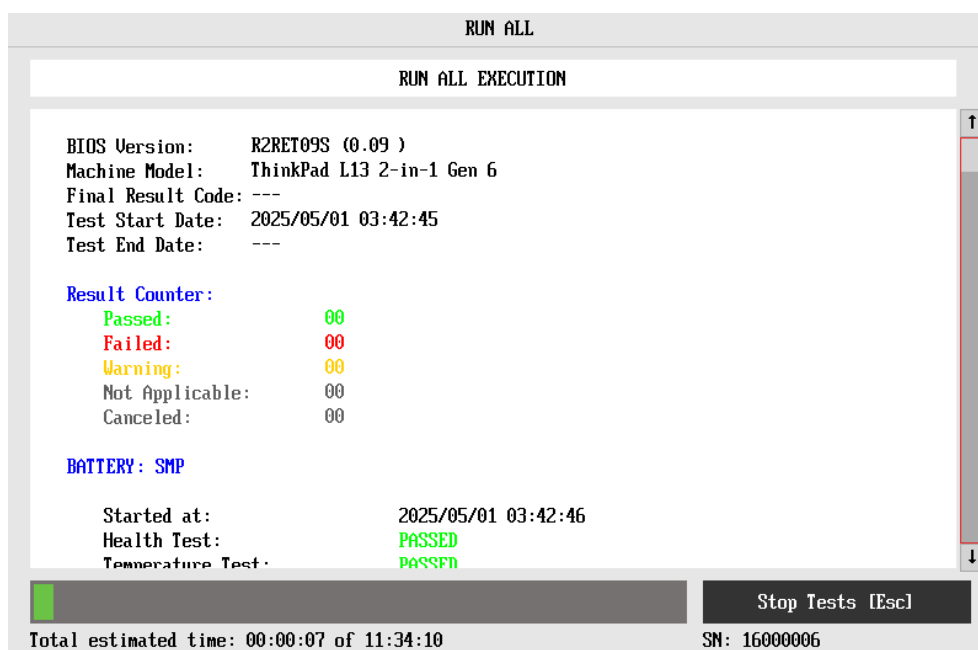 RUN ALL
RUN ALL EXECUTION
BIOS Version: R2RET09S (0.09 )
Machine Model: ThinkPad L13 2-in-1 Gen 6
Final Result Code: ---
Test Start Date: 2025/05/01 03:42:45
Test End Date: ---
Result Counter:
Passed: 00
Failed: 00
Warning: 00
Not Applicable: 00
Canceled: 00
BATTERY: SMP
Started at: 2025/05/01 03:42:46
Health Test: PASSED
Temperature Test: PASSED
Stop Tests [Esc]
Total estimated time: 00:00:07 of 11:34:10
SN: 16000006